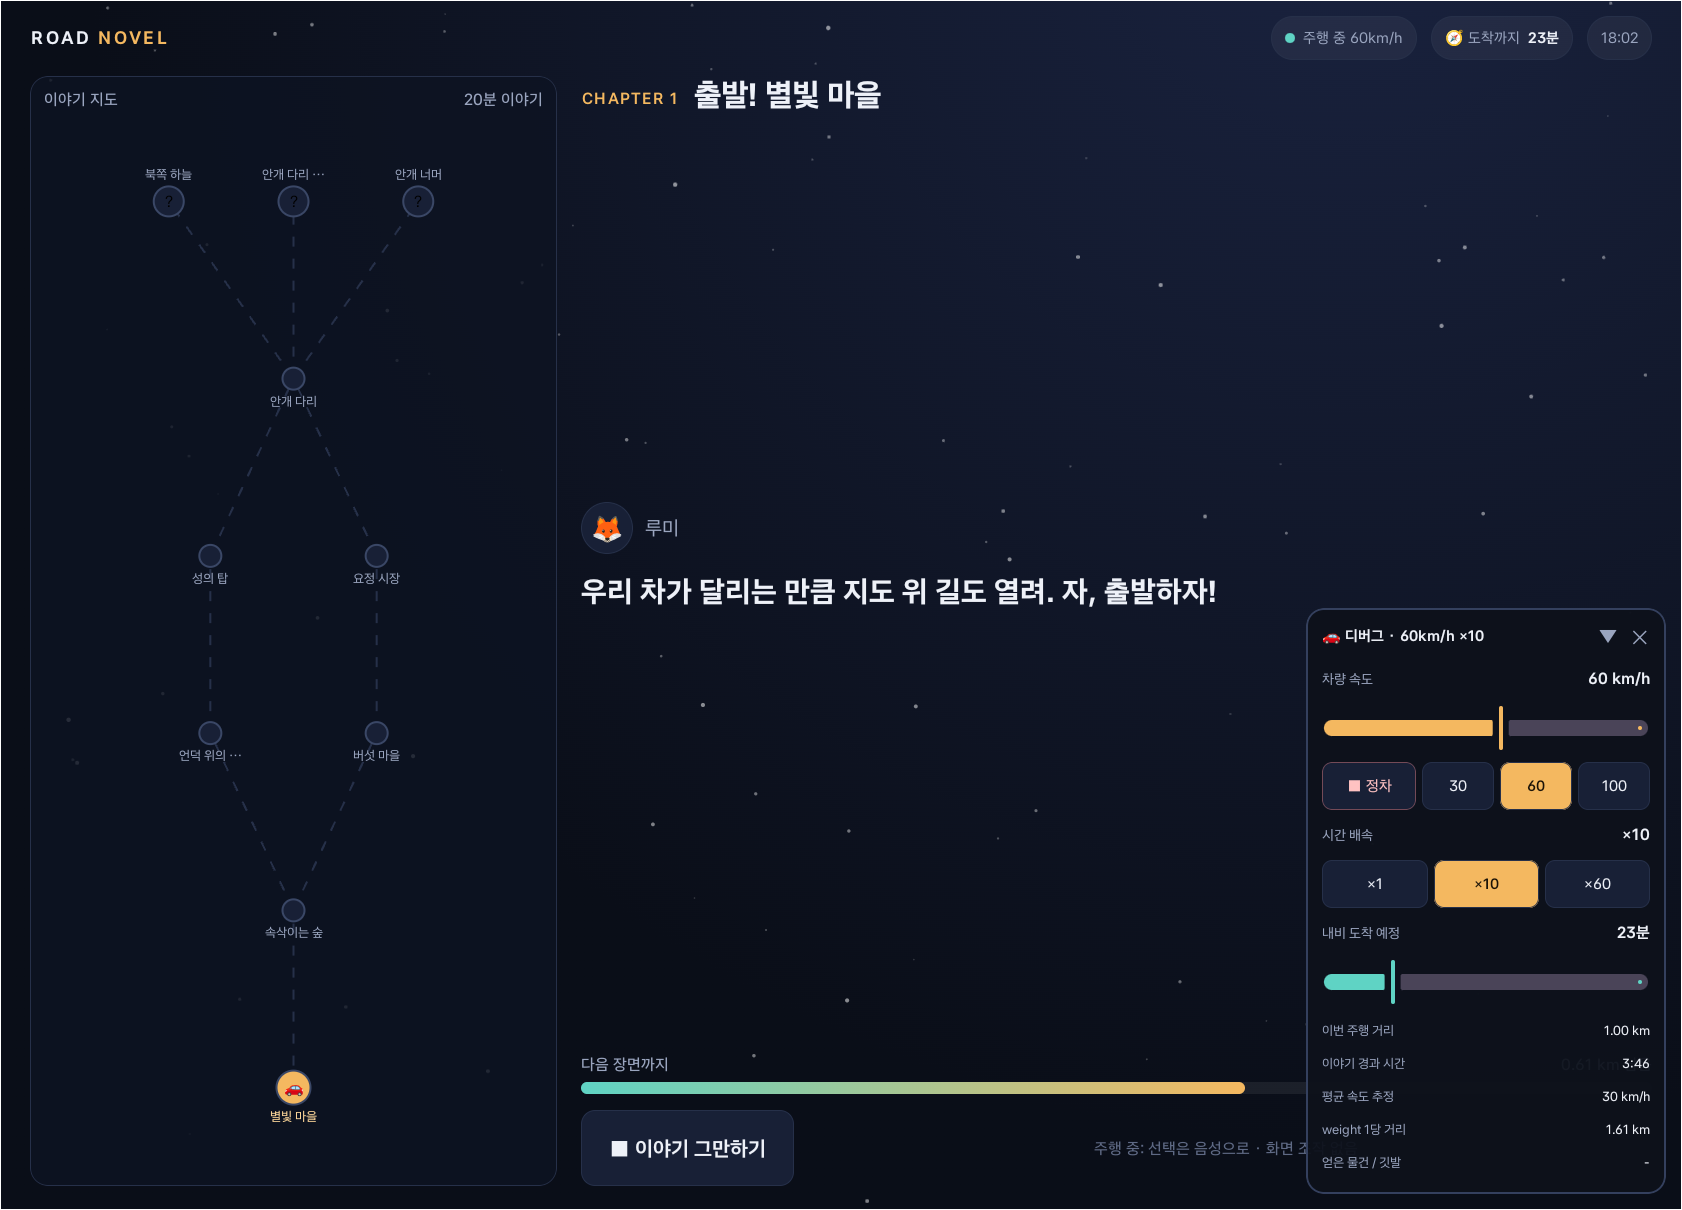 ROAD NOVEL
주행 중 60km/h
도착까지 23분
18:02
이야기 지도
20분 이야기
북쪽 하늘
안개 다리 ···
안개 너머
?
?
?
안개 다리
성의 탑
요정 시장
언덕 위의 ···
버섯 마을
속삭이는 숲
별빛 마을
CHAPTER 1 출발! 별빛 마을
루미
우리 차가 달리는 만큼 지도 위 길도 열려. 자, 출발하자!
다음 장면까지
0.61 km
이야기 그만하기
주행 중: 선택은 음성으로 · 화면
디버그 · 60km/h ×10
차량 속도
60 km/h
정차
30
60
100
시간 배속
×10
×1
×10
×60
내비 도착 예정
23분
이번 주행 거리
1.00 km
이야기 경과 시간
3:46
평균 속도 추정
30 km/h
weight 1당 거리
1.61 km
얻은 물건 / 깃발
-